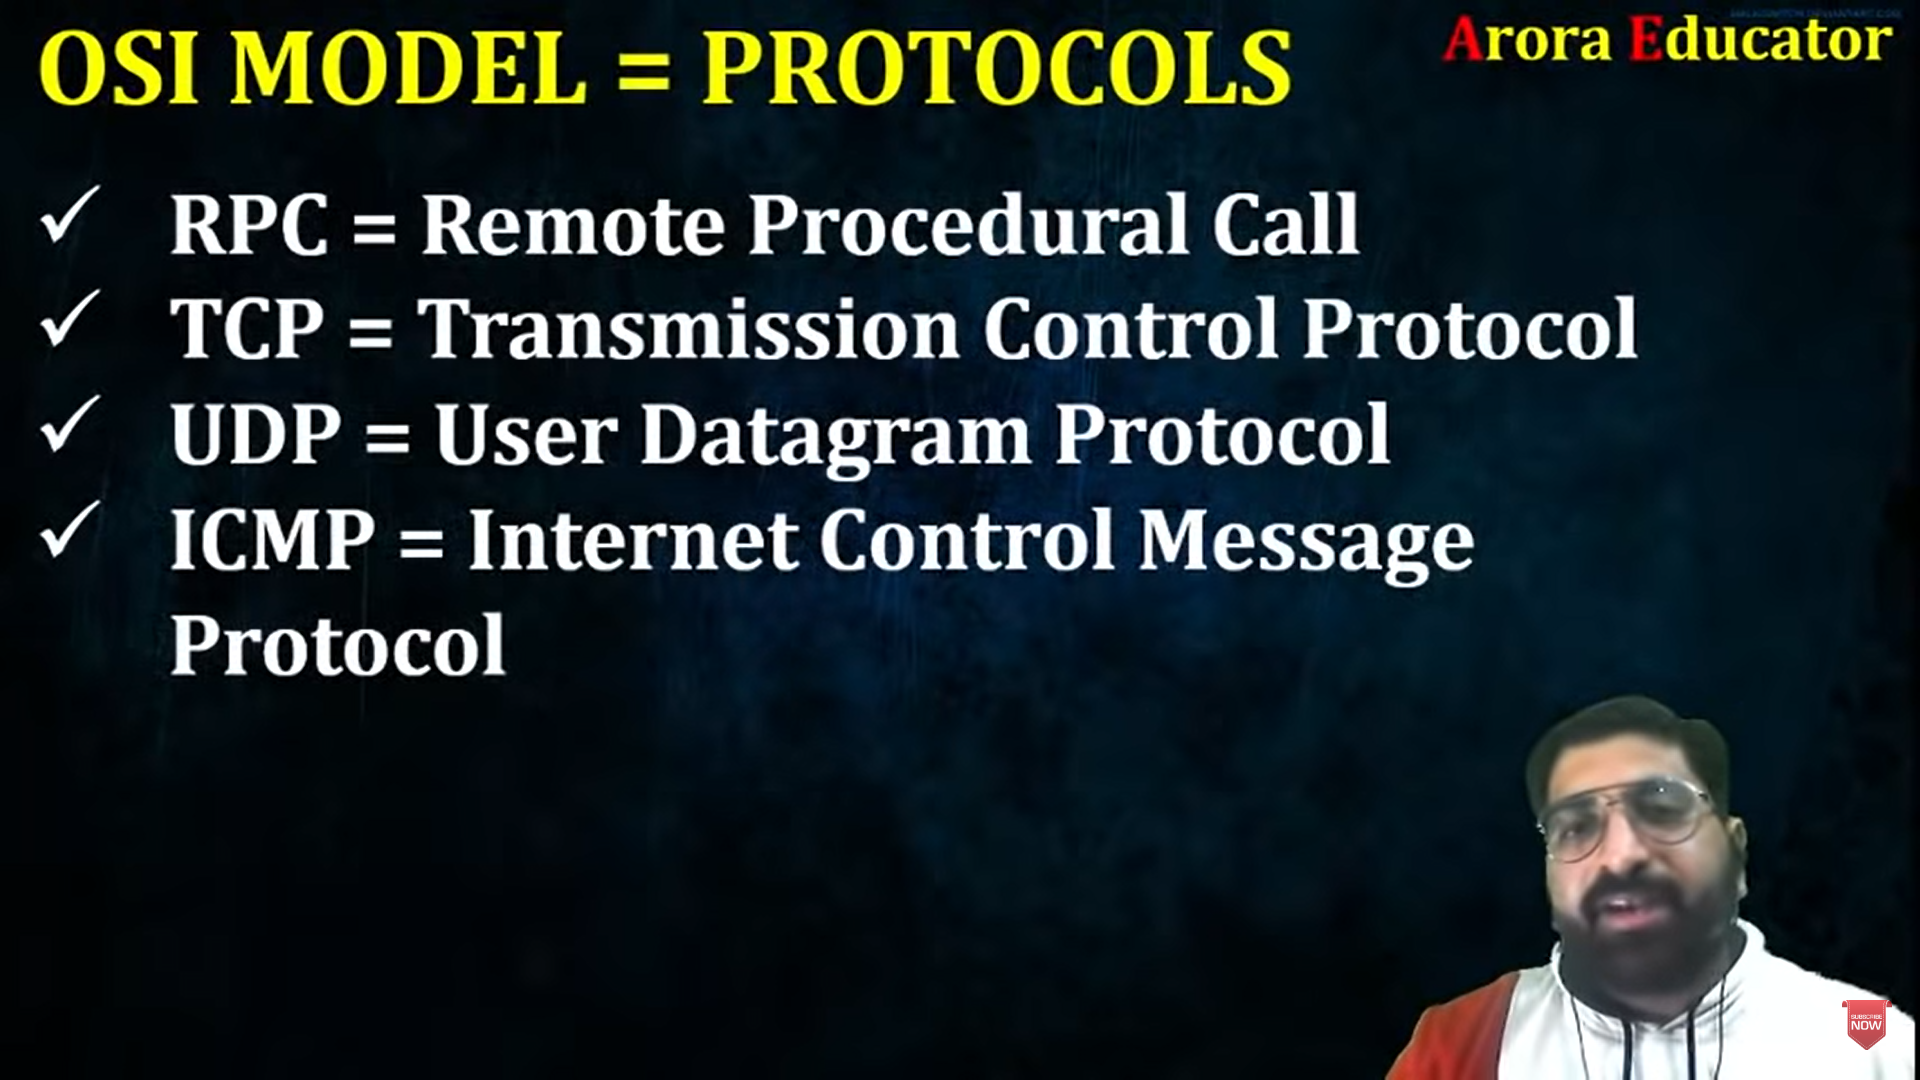 OSI MODEL = PROTOCOLS
Arora Educator
✓ RPC = Remote Procedural Call
✓ TCP = Transmission Control Protocol
✓ UDP = User Datagram Protocol
✓ ICMP = Internet Control Message
Protocol
SUBSCRIBE
NOW